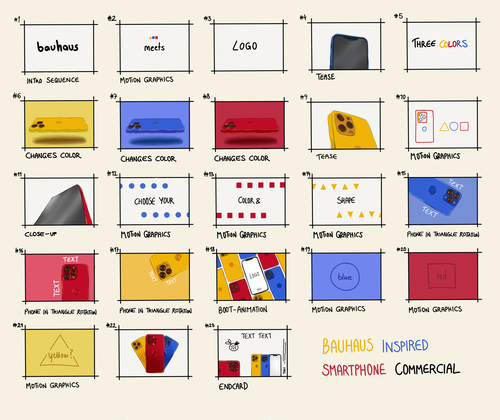 #1
bauhaus
INTRO SEQUENCE
#2
meets
MOTION GRAPHICS
#3
LOGO
#4
TEASE
#5
THREE COLORS
#6
CHANGES COLOR
#7
CHANGES COLOR
#8
CHANGES COLOR
#9
TEASE
#10
MOTION GRAPHICS
#11
CLOSE-UP
#12
CHOOSE YOUR
MOTION GRAPHICS
#13
COLOR &
MOTION GRAPHICS
#14
SHAPE
MOTION GRAPHICS
#15
TEXT
TEXT
PHONE IN TRIANGLE ROTATION
#16
TEXT
TEXT
PHONE IN TRIANGLE ROTATION
#17
TEXT
TEXT
PHONE IN TRIANGLE ROTATION
#18
LOGO
BOOT-ANIMATION
#19
blue
MOTION GRAPHICS
#20
red
MOTION GRAPHICS
#21
yellow?
MOTION GRAPHICS
#22
#23
TEXT TEXT
ENDCARD
BAUHAUS INSPIRED
SMARTPHONE COMMERCIAL